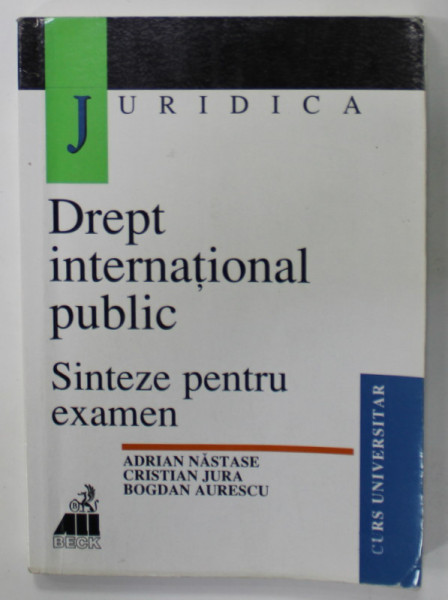 JURIDICA
Drept
internațional
public
Sinteze pentru
examen
ADRIAN NĂSTASE
CRISTIAN JURA
BOGDAN AURESCU
CURS UNIVERSITAR
ALL
BECK